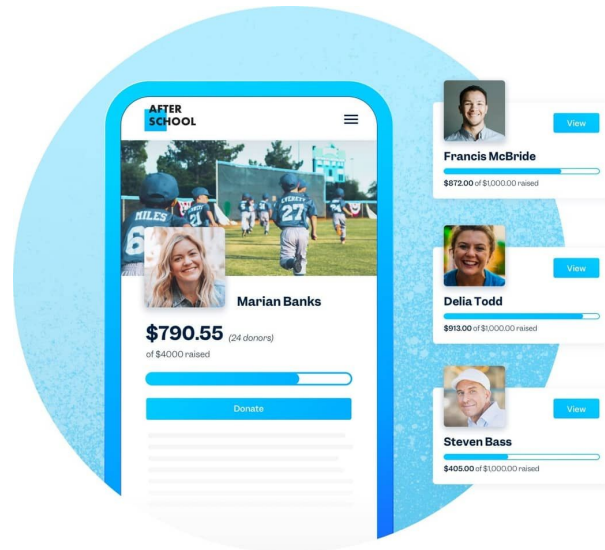 AFTER
SCHOOL
MILES
6
21
EVERETT
27
Marian Banks
$790.55 (24 donors)
of $4000 raised
Donate
View
Francis McBride
$872.00 of $1,000.00 raised
View
Delia Todd
$913.00 of $1,000.00 raised
View
Steven Bass
$405.00 of $1,000.00 raised